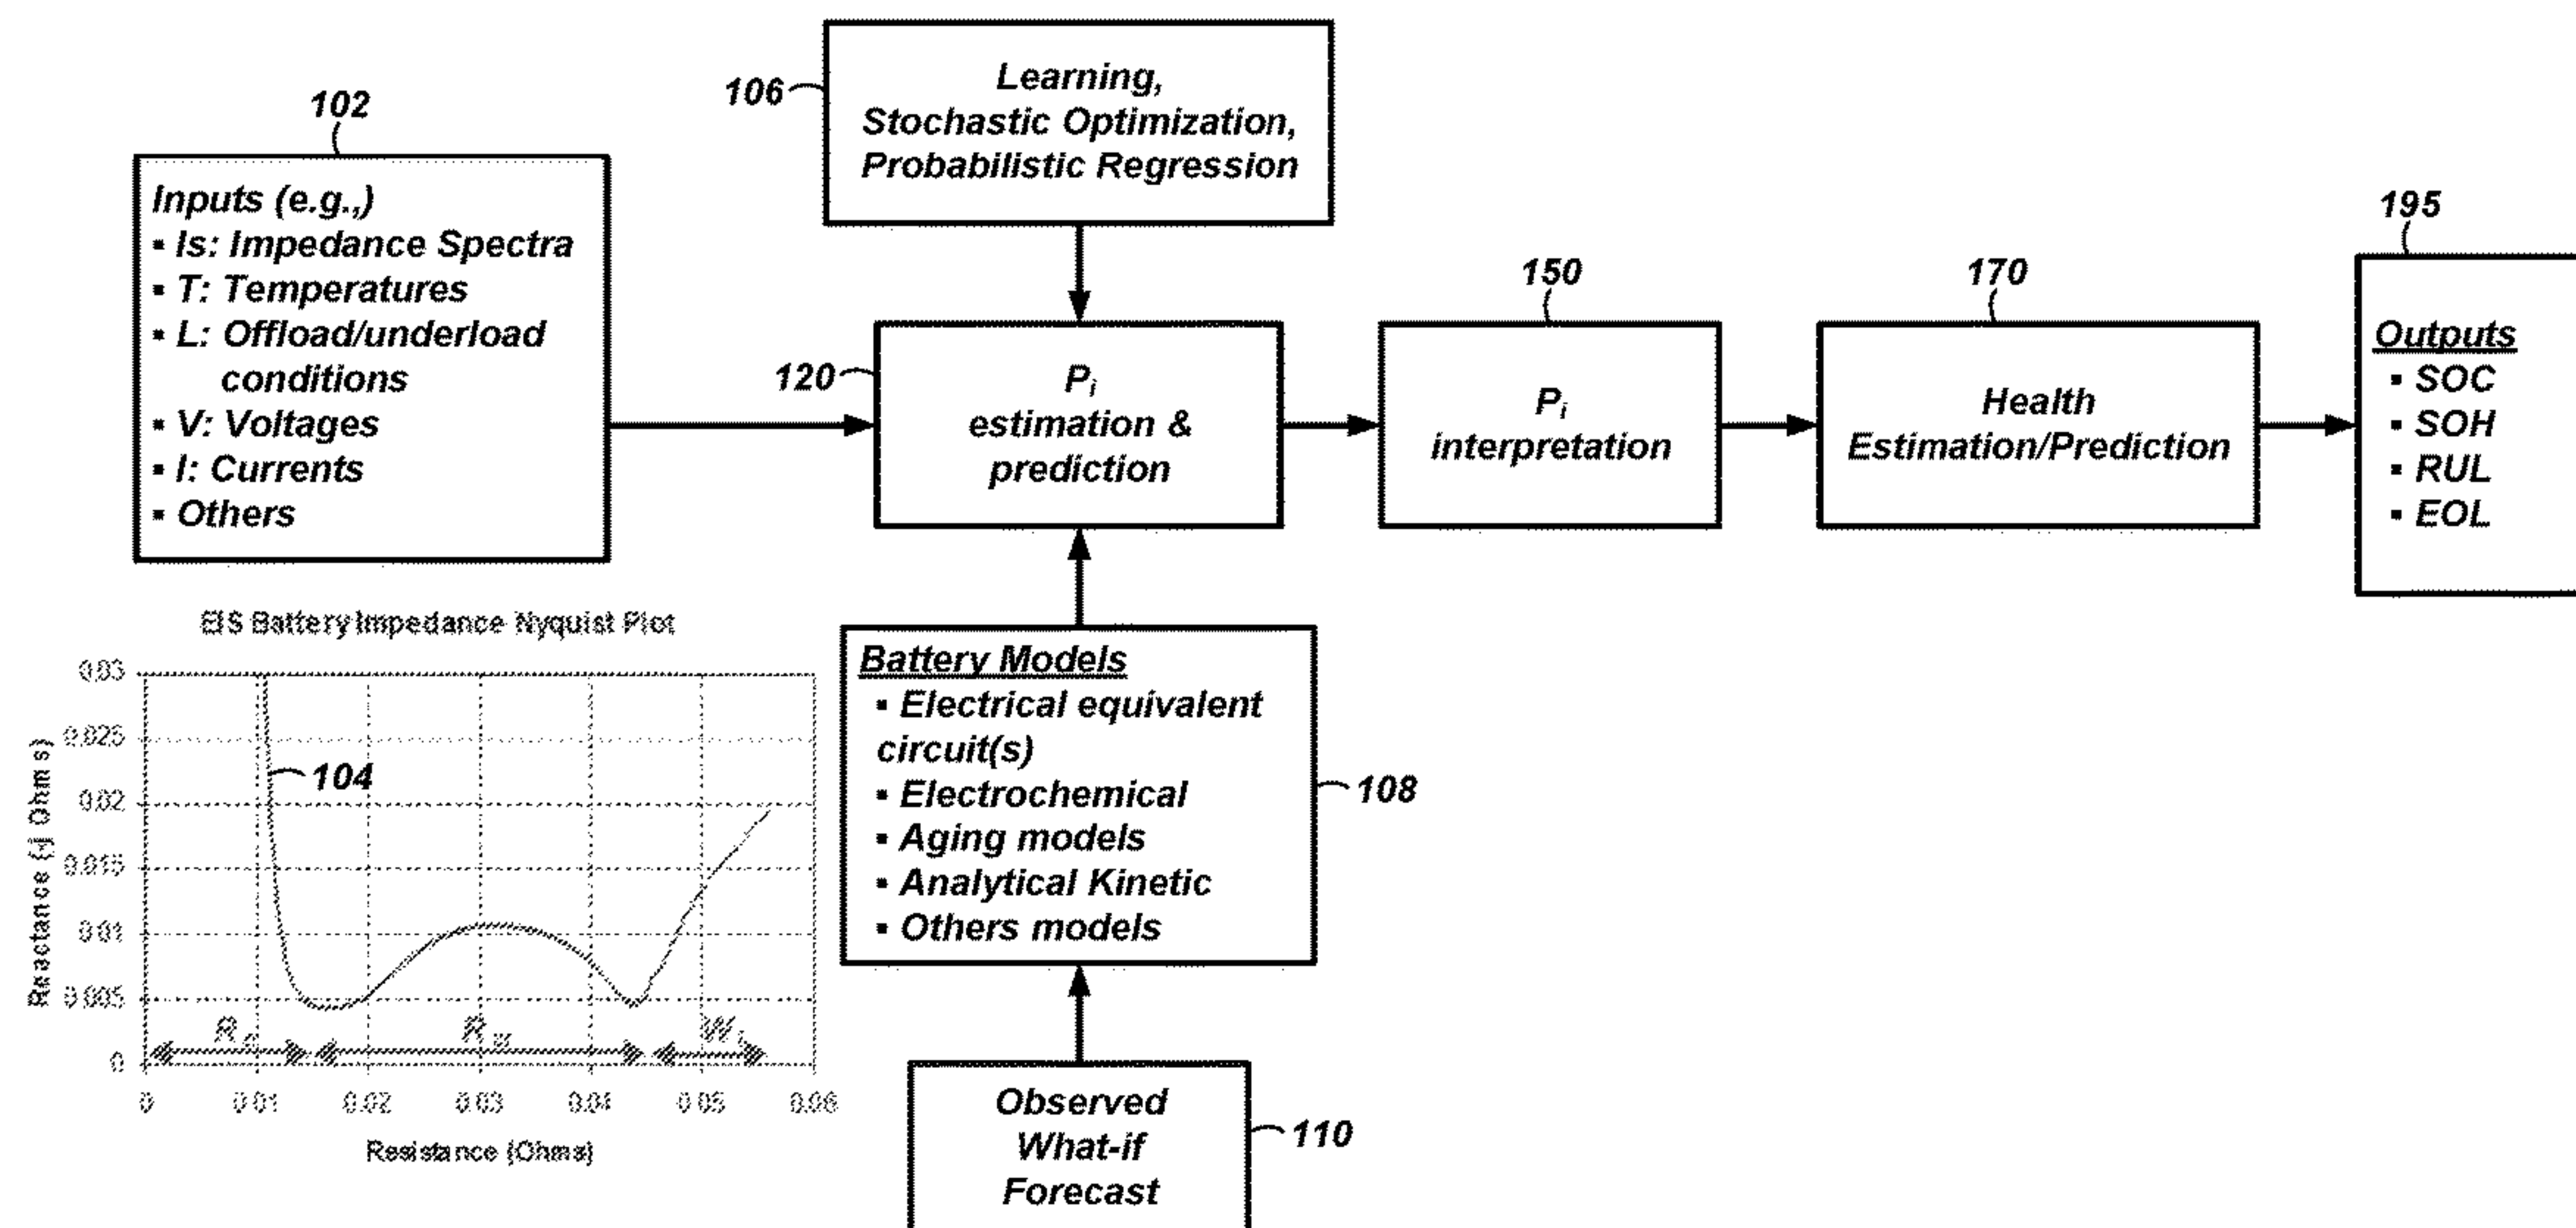 102
Inputs (e.g.,)
▪ Is: Impedance Spectra
▪ T: Temperatures
▪ L: Offload/underload
conditions
▪ V: Voltages
▪ I: Currents
▪ Others
106
Learning,
Stochastic Optimization,
Probabilistic Regression
120
Pi
estimation &
prediction
150
Pi
interpretation
170
Health
Estimation/Prediction
195
Outputs
▪ SOC
▪ SOH
▪ RUL
▪ EOL
EIS Battery Impedance Nyquist Plot
Reactance (-j Ohms)
0.03
0.025
0.02
0.015
0.01
0.005
0
104
0
0.01
0.02
0.03
0.04
0.05
0.06
Resistance (Ohms)
Battery Models
▪ Electrical equivalent
circuit(s)
▪ Electrochemical
▪ Aging models
▪ Analytical Kinetic
▪ Others models
108
Observed
What-if
Forecast
110